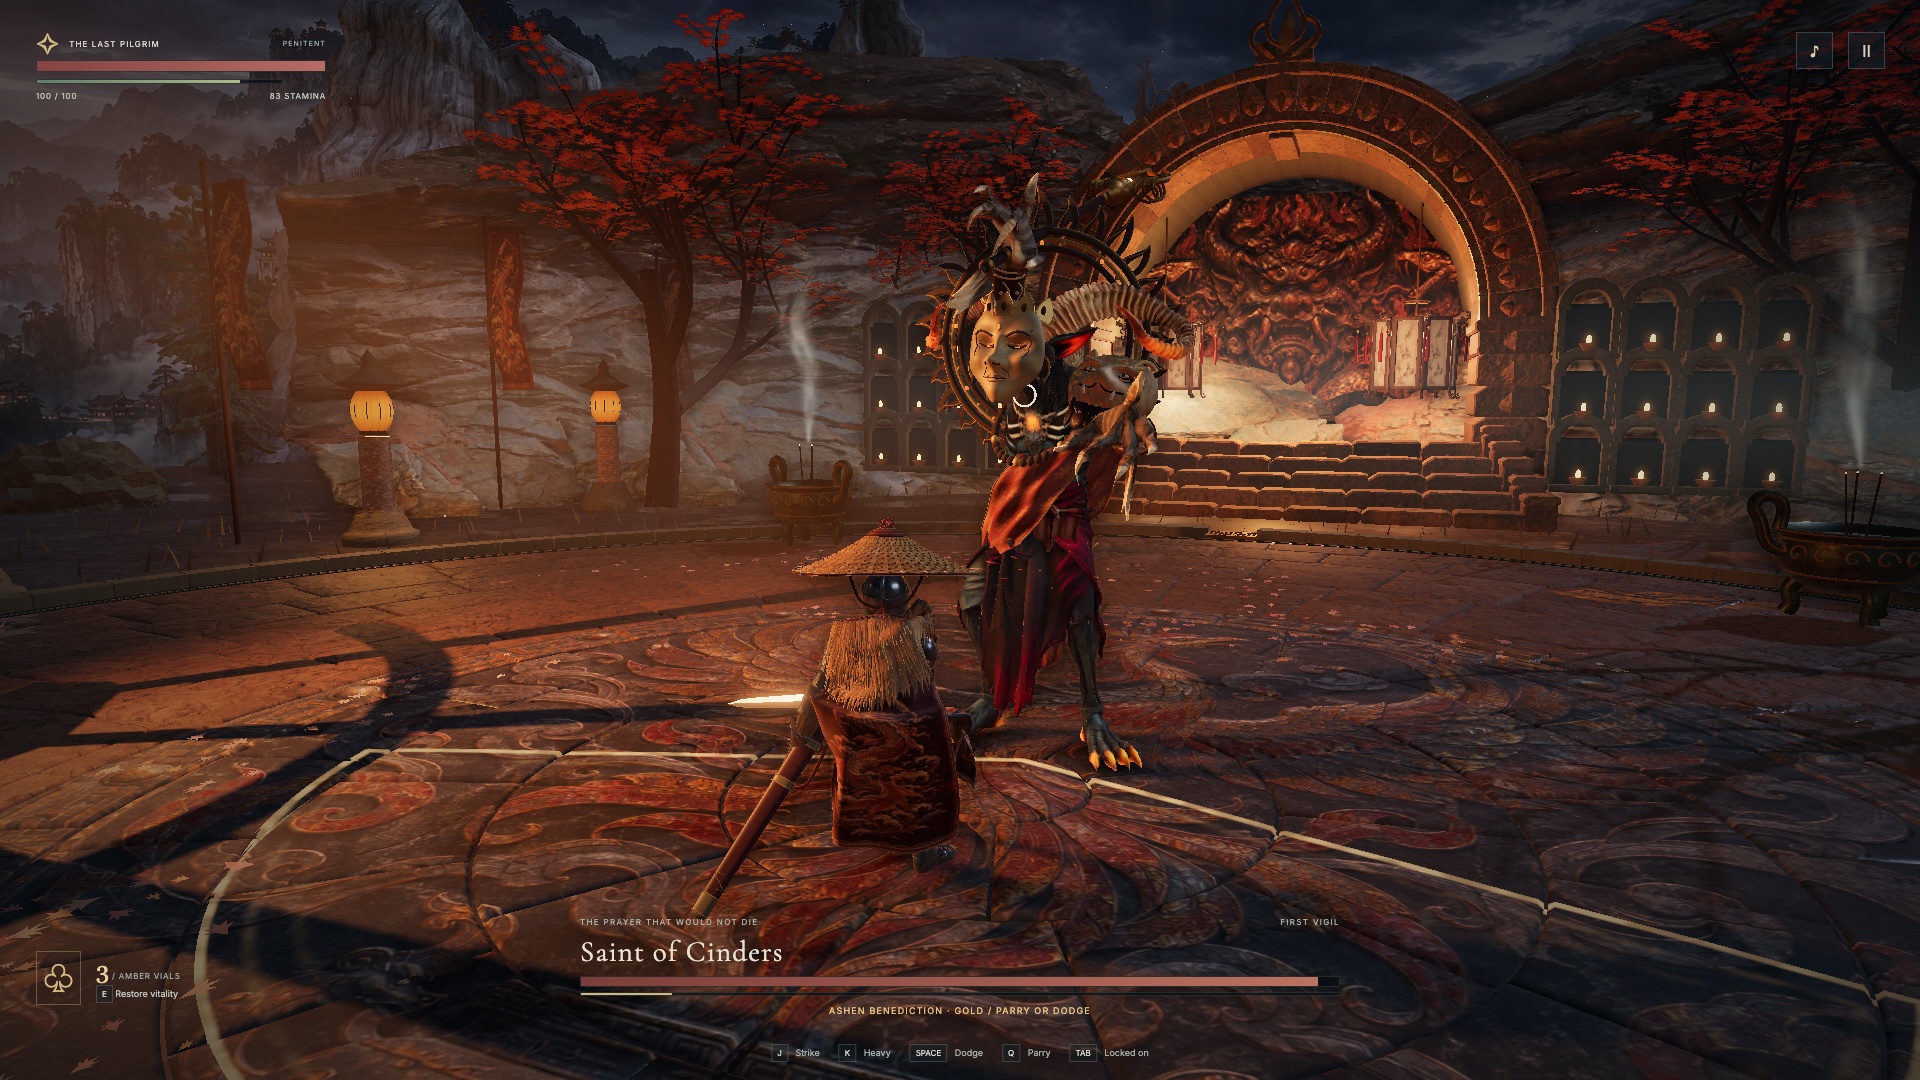 THE LAST PILGRIM
PENITENT
100 / 100
83 STAMINA
THE PRAYER THAT WOULD NOT DIE
FIRST VIGIL
Saint of Cinders
3 / AMBER VIALS
E Restore vitality
ASHEN BENEDICTION · GOLD / PARRY OR DODGE
J Strike K Heavy SPACE Dodge Q Parry TAB Locked on